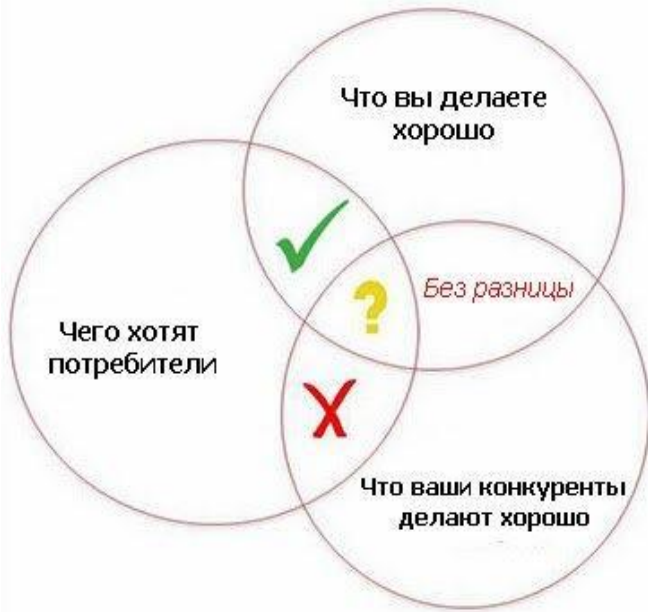 Что вы делаете
хорошо
?
Без разницы
Чего хотят
потребители
X
Что ваши конкуренты
делают хорошо